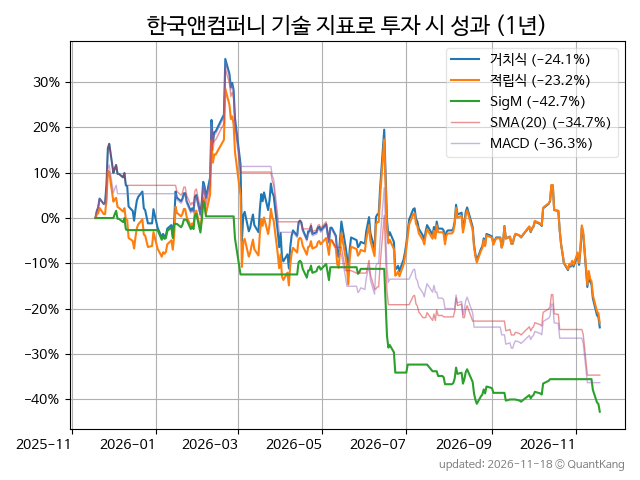 한국앤컴퍼니 기술 지표로 투자 시 성과 (1년)
거치식 (−24.1%)
적립식 (−23.2%)
SigM (−42.7%)
SMA(20) (−34.7%)
MACD (−36.3%)
30%
20%
10%
0%
−10%
−20%
−30%
−40%
2025-11
2026-01
2026-03
2026-05
2026-07
2026-09
2026-11
updated: 2026-11-18 © QuantKang